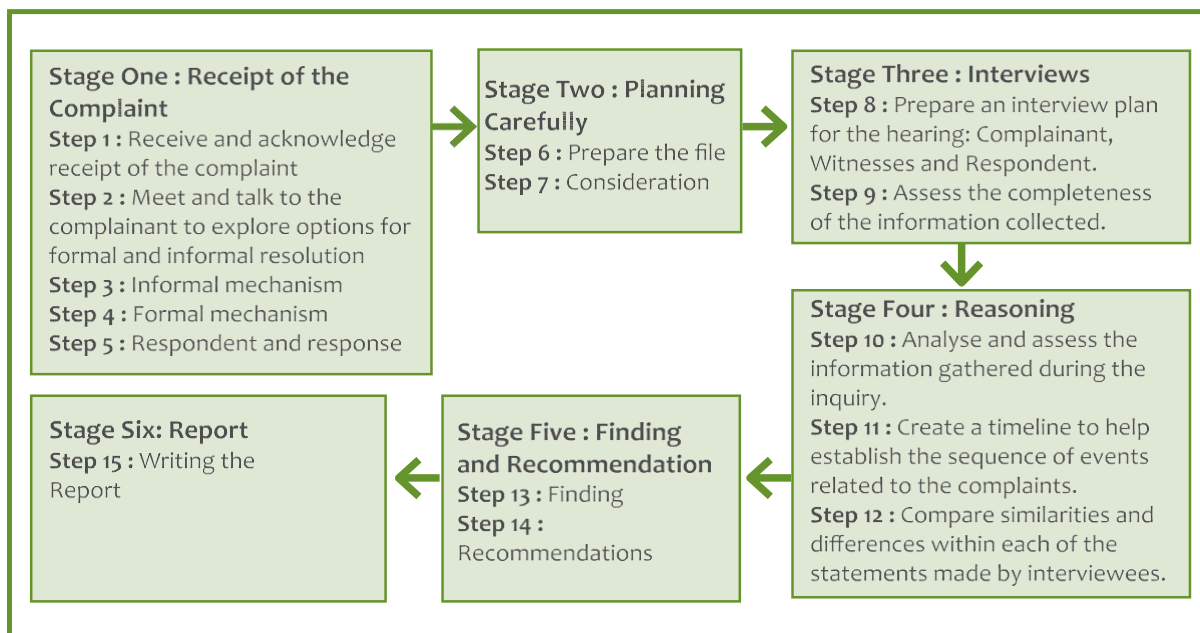 Stage One : Receipt of the
Complaint
Step 1 : Receive and acknowledge
receipt of the complaint
Step 2 : Meet and talk to the
complainant to explore options for
formal and informal resolution
Step 3 : Informal mechanism
Step 4 : Formal mechanism
Step 5 : Respondent and response
Stage Two : Planning
Carefully
Step 6 : Prepare the file
Step 7 : Consideration
Stage Three : Interviews
Step 8 : Prepare an interview plan
for the hearing: Complainant,
Witnesses and Respondent.
Step 9 : Assess the completeness
of the information collected.
Stage Four : Reasoning
Step 10 : Analyse and assess the
information gathered during the
inquiry.
Step 11 : Create a timeline to help
establish the sequence of events
related to the complaints.
Step 12 : Compare similarities and
differences within each of the
statements made by interviewees.
Stage Five : Finding
and Recommendation
Step 13 : Finding
Step 14 :
Recommendations
Stage Six: Report
Step 15 : Writing the
Report